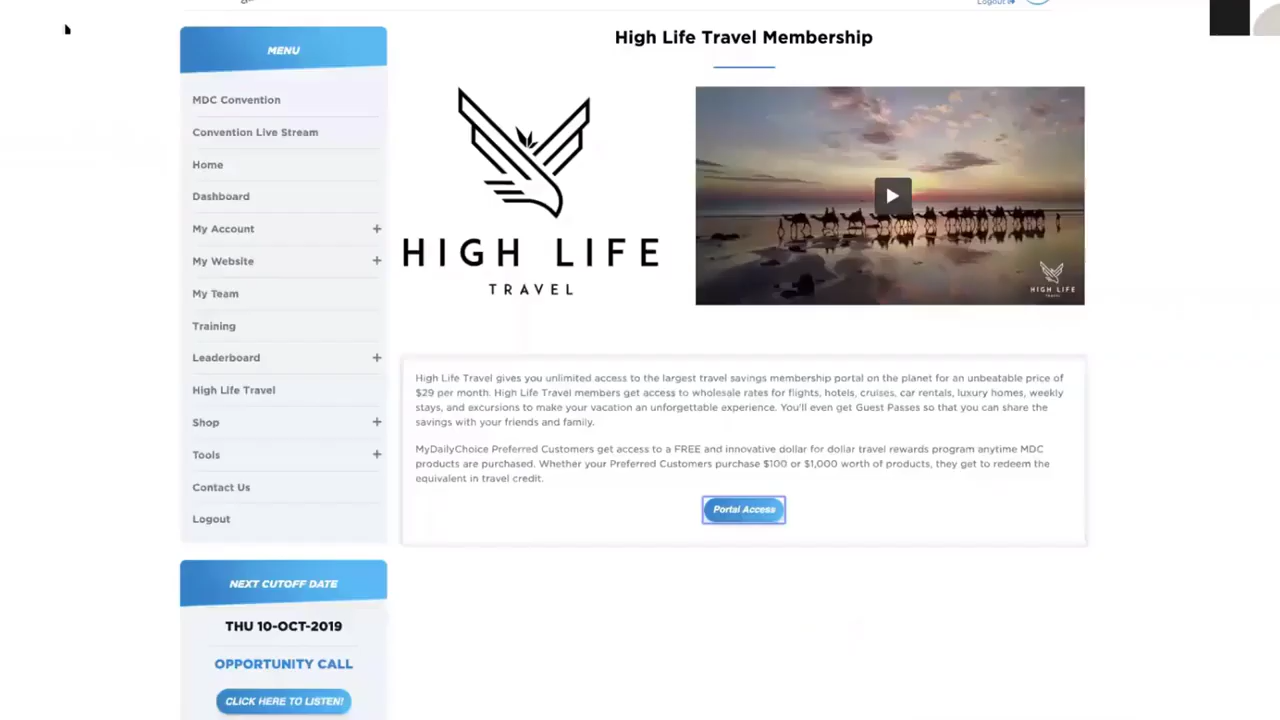 Logout
MENU
MDC Convention
Convention Live Stream
Home
Dashboard
My Account +
My Website +
My Team
Training
Leaderboard +
High Life Travel
Shop +
Tools +
Contact Us
Logout
NEXT CUTOFF DATE
THU 10-OCT-2019
OPPORTUNITY CALL
CLICK HERE TO LISTEN!
High Life Travel Membership
HIGH LIFE
TRAVEL
HIGH LIFE
TRAVEL
High Life Travel gives you unlimited access to the largest travel savings membership portal on the planet for an unbeatable price of
$29 per month. High Life Travel members get access to wholesale rates for flights, hotels, cruises, car rentals, luxury homes, weekly
stays, and excursions to make your vacation an unforgettable experience. You'll even get Guest Passes so that you can share the
savings with your friends and family.
MyDailyChoice Preferred Customers get access to a FREE and innovative dollar for dollar travel rewards program anytime MDC
products are purchased. Whether your Preferred Customers purchase $100 or $1,000 worth of products, they get to redeem the
equivalent in travel credit.
Portal Access